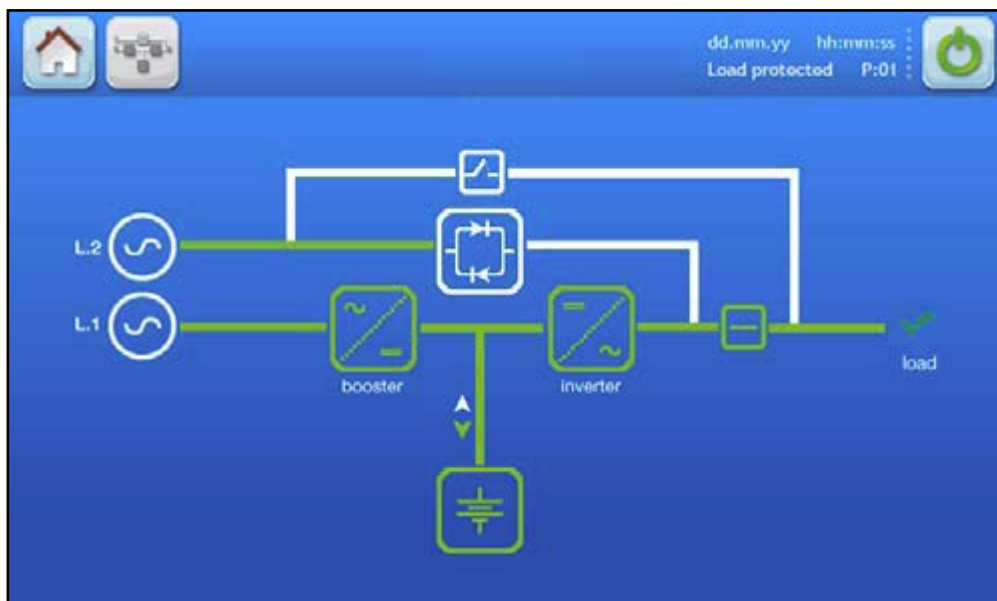 dd.mm.yy hh:mm:ss
Load protected P:01
L.2
L.1
booster
inverter
load